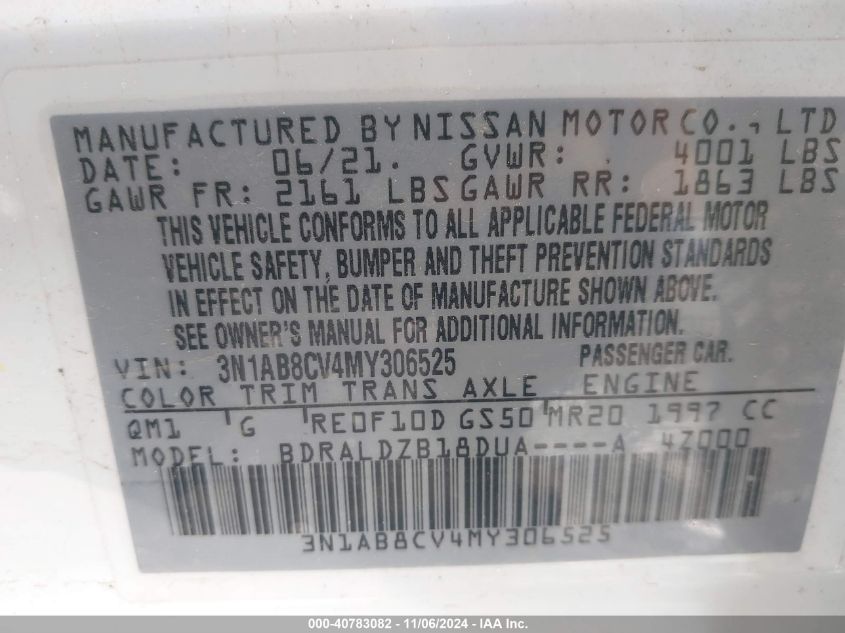 MANUFACTURED BY NISSAN MOTOR CO., LTD
DATE: 06/21. GVWR: 4001 LBS
GAWR FR: 2161 LBS GAWR RR: 1863 LBS
THIS VEHICLE CONFORMS TO ALL APPLICABLE FEDERAL MOTOR
VEHICLE SAFETY, BUMPER AND THEFT PREVENTION STANDARDS
IN EFFECT ON THE DATE OF MANUFACTURE SHOWN ABOVE.
SEE OWNER'S MANUAL FOR ADDITIONAL INFORMATION.
VIN: 3N1AB8CV4MY306525 PASSENGER CAR.
COLOR TRIM TRANS AXLE ENGINE
QM1 G RE0F10D GS50 MR20 1997 CC
MODEL: BDRALDZB18DUA----A 4Z000
3N1AB8CV4MY306525
000-40783082 - 11/06/2024 - IAA Inc.